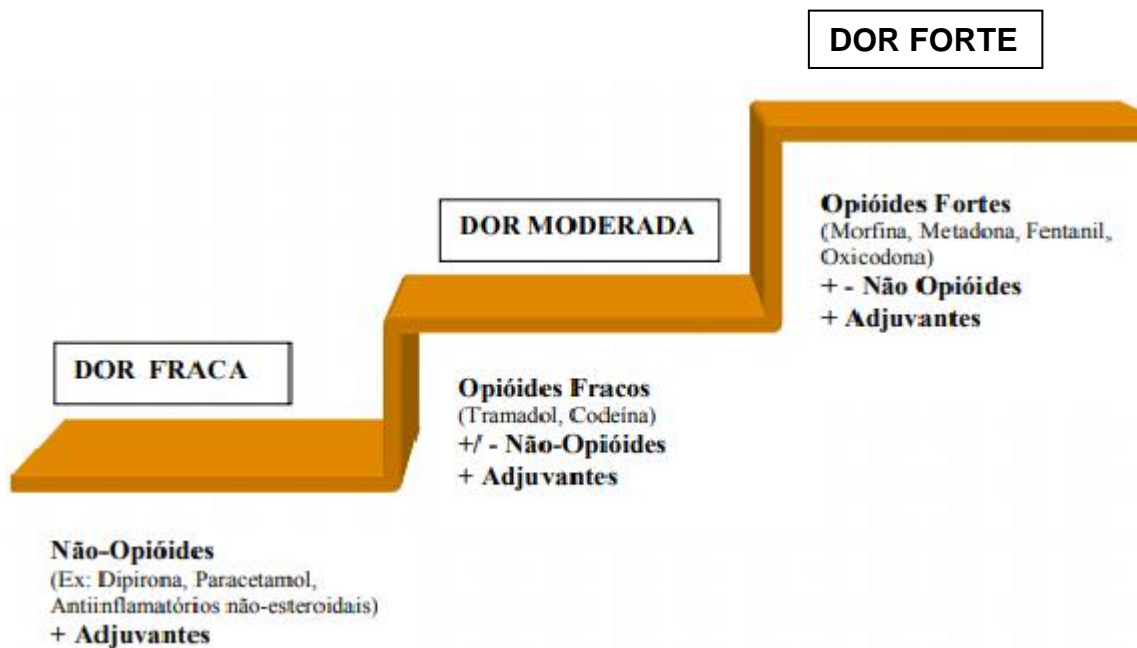 DOR FORTE
Opióides Fortes
(Morfina, Metadona, Fentanil,
Oxicodona)
+ - Não Opióides
+ Adjuvantes
DOR MODERADA
Opióides Fracos
(Tramadol, Codeína)
+/ - Não-Opióides
+ Adjuvantes
DOR FRACA
Não-Opióides
(Ex: Dipirona, Paracetamol,
Antiinflamatórios não-esteroidais)
+ Adjuvantes